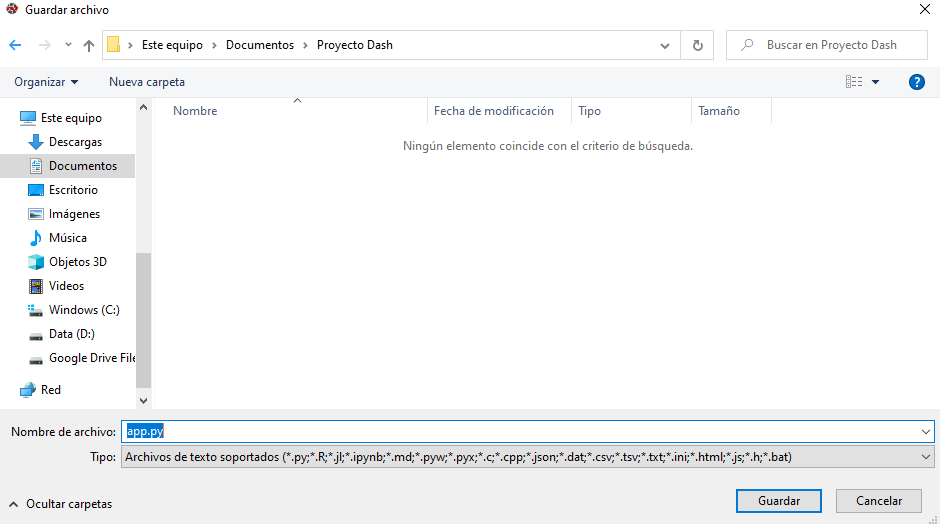 Guardar archivo
Este equipo > Documentos > Proyecto Dash
Buscar en Proyecto Dash
Organizar
Nueva carpeta
Nombre
Fecha de modificación
Tipo
Tamaño
Ningún elemento coincide con el criterio de búsqueda.
Este equipo
Descargas
Documentos
Escritorio
Imágenes
Música
Objetos 3D
Videos
Windows (C:)
Data (D:)
Google Drive File
Red
Nombre de archivo: app.py
Tipo: Archivos de texto soportados (*.py;*.R;*.jl;*.ipynb;*.md;*.pyw;*.pyx;*.c;*.cpp;*.json;*.dat;*.csv;*.tsv;*.txt;*.ini;*.html;*.js;*.h;*.bat)
Ocultar carpetas
Guardar
Cancelar